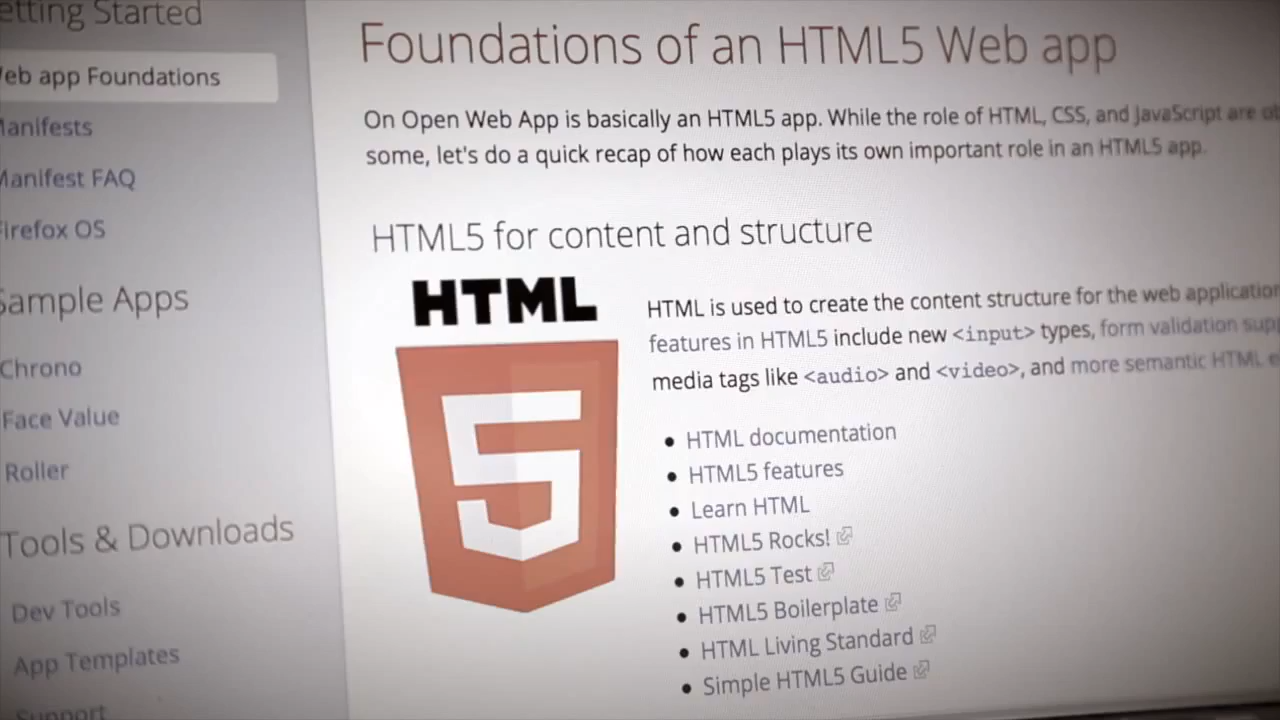 etting Started
eb app Foundations
Manifests
Manifest FAQ
Firefox OS
Sample Apps
Chrono
Face Value
Roller
Tools & Downloads
Dev Tools
App Templates
Support
Foundations of an HTML5 Web app
On Open Web App is basically an HTML5 app. While the role of HTML, CSS, and JavaScript are
some, let's do a quick recap of how each plays its own important role in an HTML5 app.
HTML5 for content and structure
HTML
5
HTML is used to create the content structure for the web application
features in HTML5 include new <input> types, form validation
media tags like <audio> and <video>, and more semantic HTML
• HTML documentation
• HTML5 features
• Learn HTML
• HTML5 Rocks!
• HTML5 Test
• HTML5 Boilerplate
• HTML Living Standard
• Simple HTML5 Guide